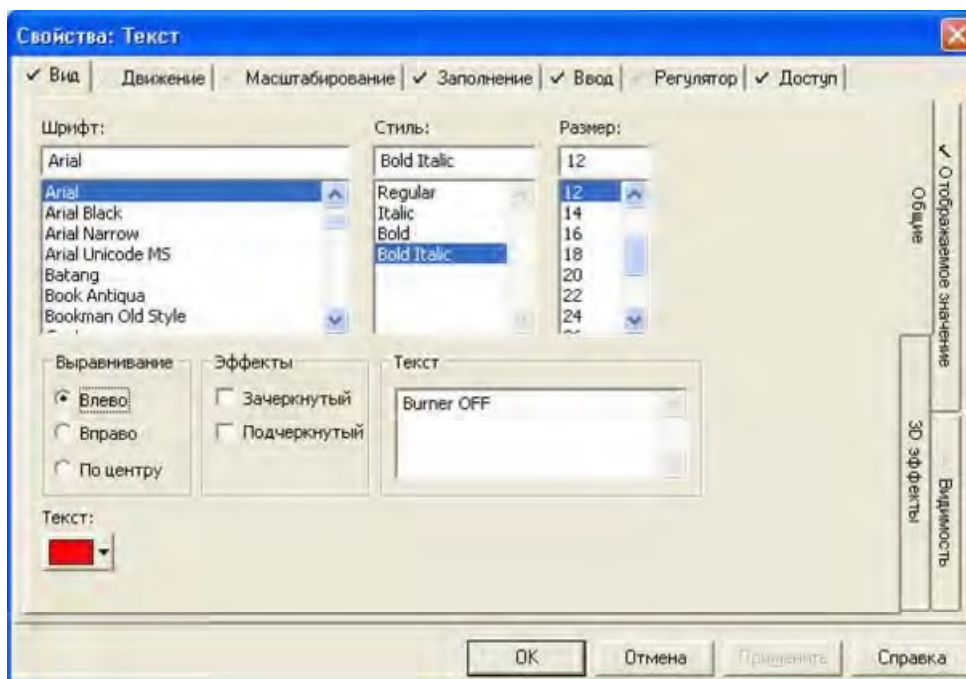 Свойства: Текст
Вид Движение Масштабирование Заполнение Ввод Регулятор Доступ
Шрифт: Стиль: Размер:
Arial Bold Italic 12
Arial Regular 12
Arial Black Italic 14
Arial Narrow Bold 16
Arial Unicode MS Bold Italic 18
Batang 20
Book Antiqua 22
Bookman Old Style 24
Выравнивание Эффекты Текст
Влево Зачеркнутый Burner OFF
Вправо Подчеркнутый
По центру
Текст:
Общие
3D эффекты
Отображаемое значение
Видимость
OK Отмена Применить Справка